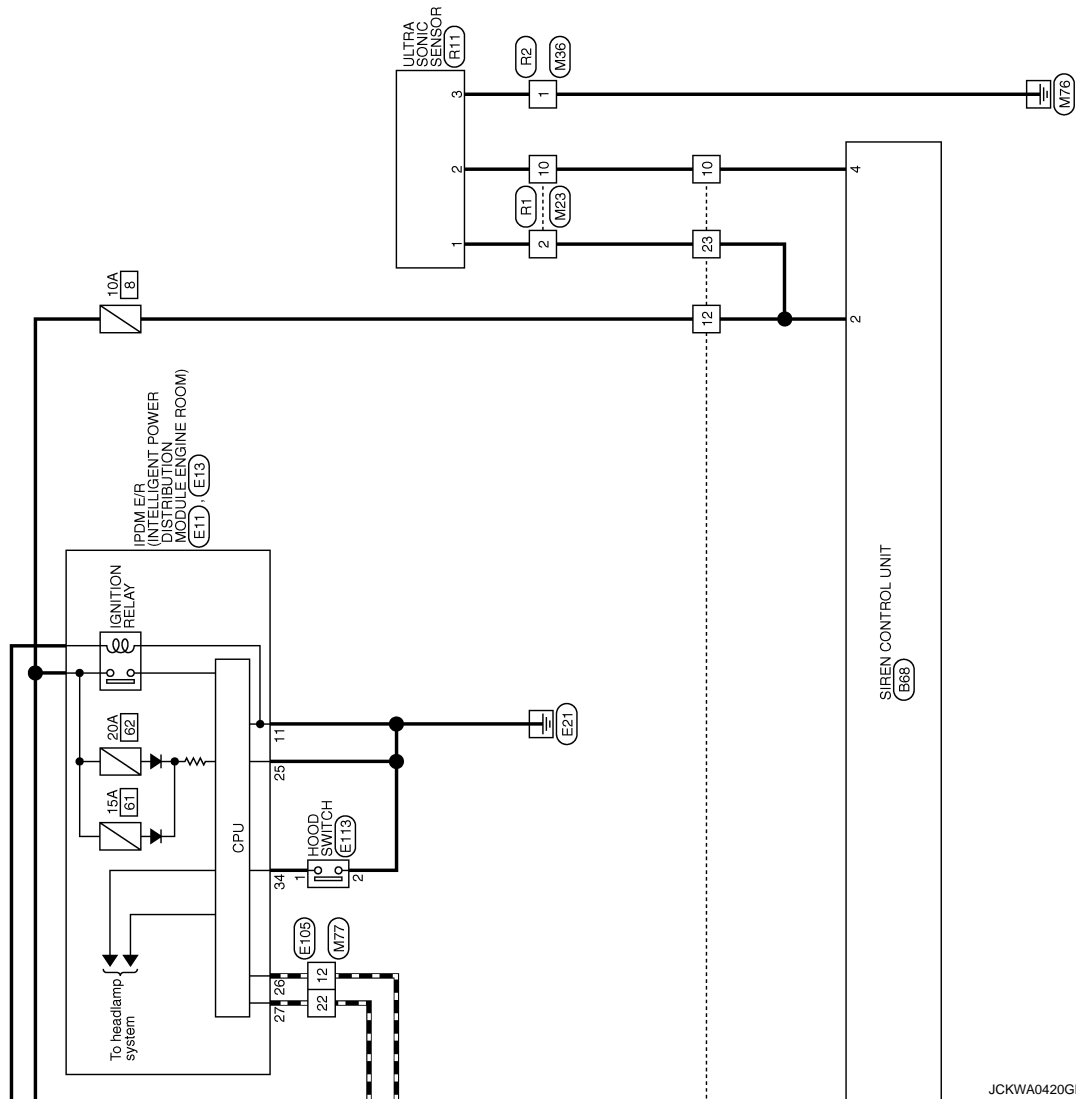 ULTRA
SONIC
SENSOR
R11
3
2
1
R2
M36
1
M76
10
10
4
R1
M23
2
23
10A
8
12
2
IPDM E/R
(INTELLIGENT POWER
DISTRIBUTION
MODULE ENGINE ROOM)
E11 , E13
IGNITION
RELAY
20A
62
15A
61
CPU
11
25
34
26
27
E21
HOOD
SWITCH
E113
1
2
E105
M77
12
22
To headlamp
system
SIREN CONTROL UNIT
B68
JCKWA0420G